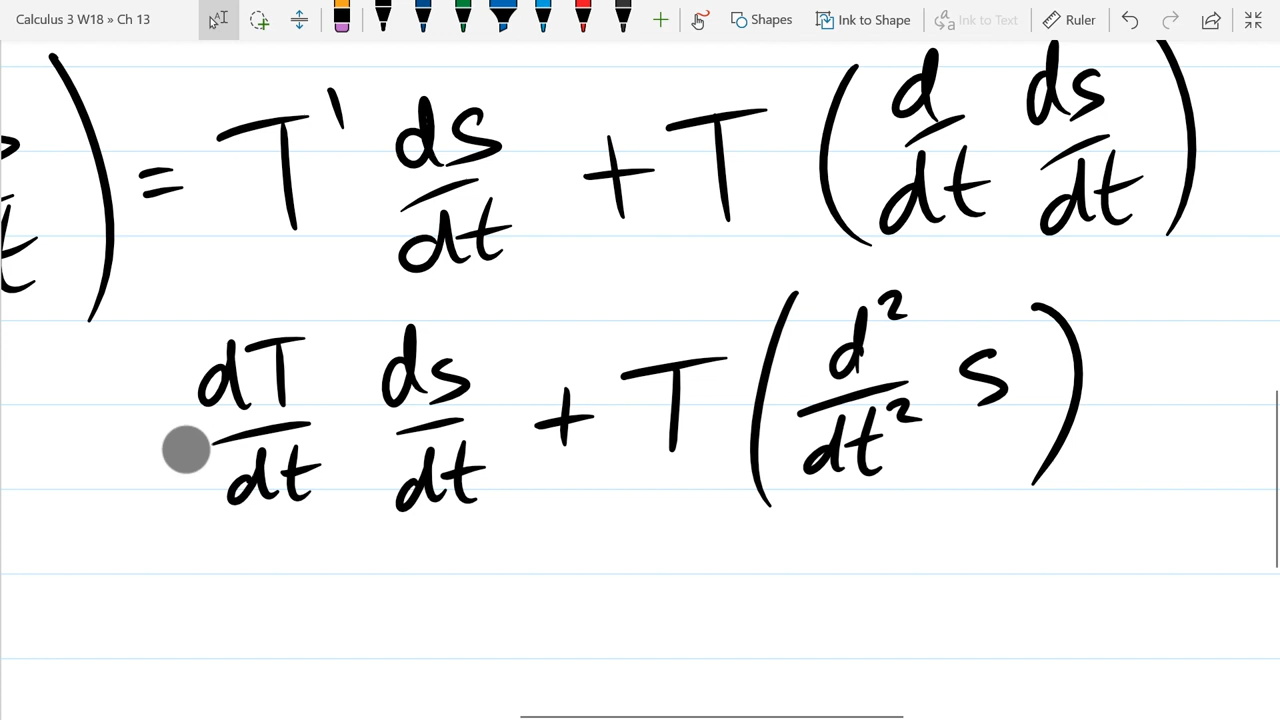 Calculus 3 W18 » Ch 13 Shapes Ink to Shape Ink to Text Ruler
) = T' ds/dt + T (d/dt ds/dt)
dT/dt ds/dt + T (d²/dt² s)